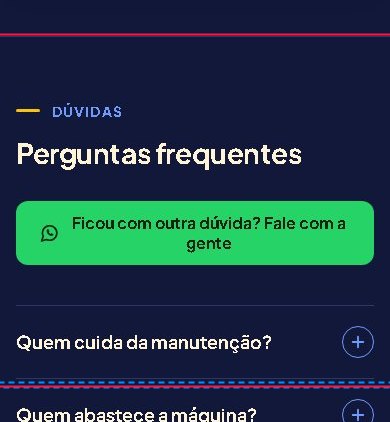 DÚVIDAS
Perguntas frequentes
Ficou com outra dúvida? Fale com a
gente
Quem cuida da manutenção?
Quem abastece a máquina?